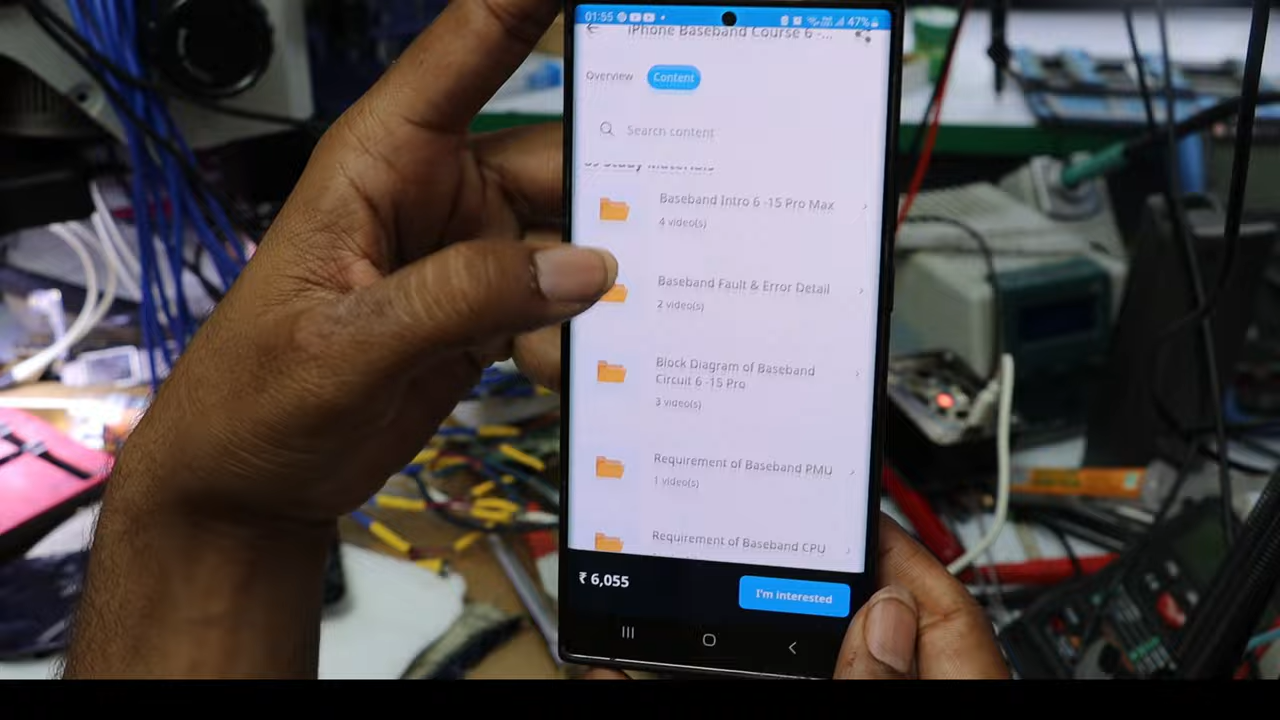 01:55
47%
iPhone Baseband Course 6 -...
Overview
Content
Search content
Study Materials
Baseband Intro 6 -15 Pro Max
4 video(s)
Baseband Fault & Error Detail
2 video(s)
Block Diagram of Baseband
Circuit 6 -15 Pro
3 video(s)
Requirement of Baseband PMU
1 video(s)
Requirement of Baseband CPU
₹ 6,055
I'm interested